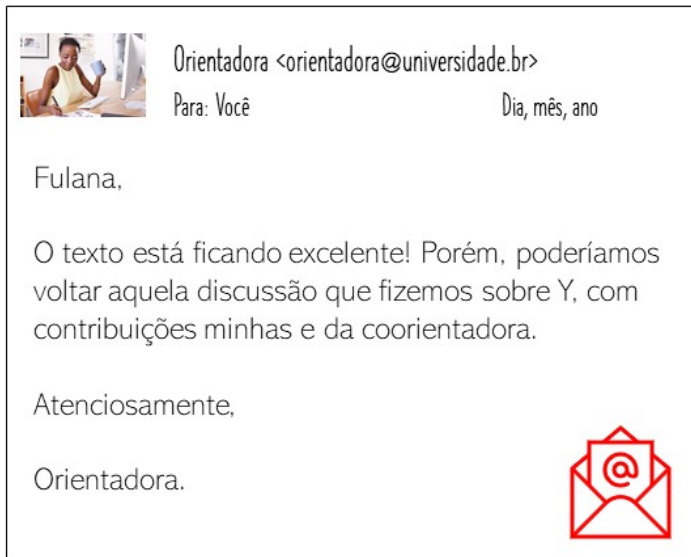 Orientadora <orientadora@universidade.br>
Para: Você Dia, mês, ano
Fulana,
O texto está ficando excelente! Porém, poderíamos
voltar aquela discussão que fizemos sobre Y, com
contribuições minhas e da coorientadora.
Atenciosamente,
Orientadora.
@